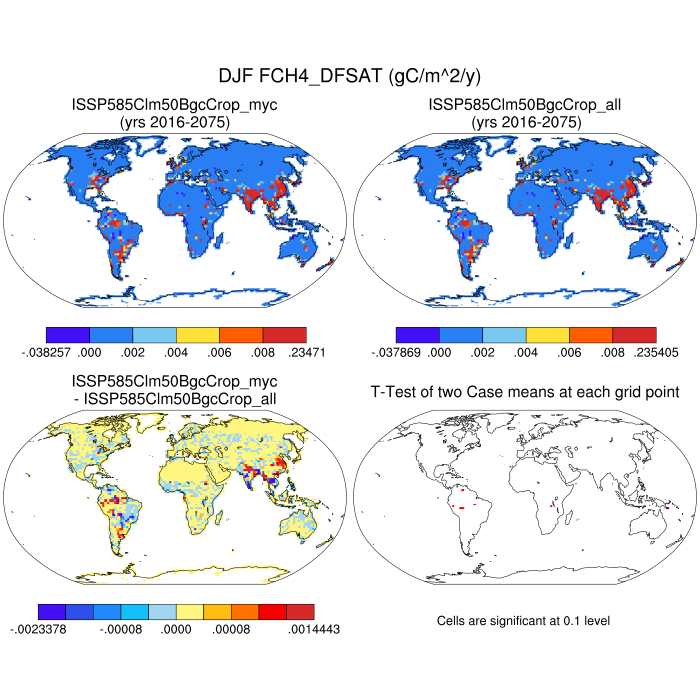 DJF FCH4_DFSAT (gC/m^2/y)
ISSP585Clm50BgcCrop_myc
(yrs 2016-2075)
ISSP585Clm50BgcCrop_all
(yrs 2016-2075)
-.038257 .000 .002 .004 .006 .008 .23471
-.037869 .000 .002 .004 .006 .008 .235405
ISSP585Clm50BgcCrop_myc
- ISSP585Clm50BgcCrop_all
T-Test of two Case means at each grid point
-.0023378 -.00008 .0000 .00008 .0014443
Cells are significant at 0.1 level